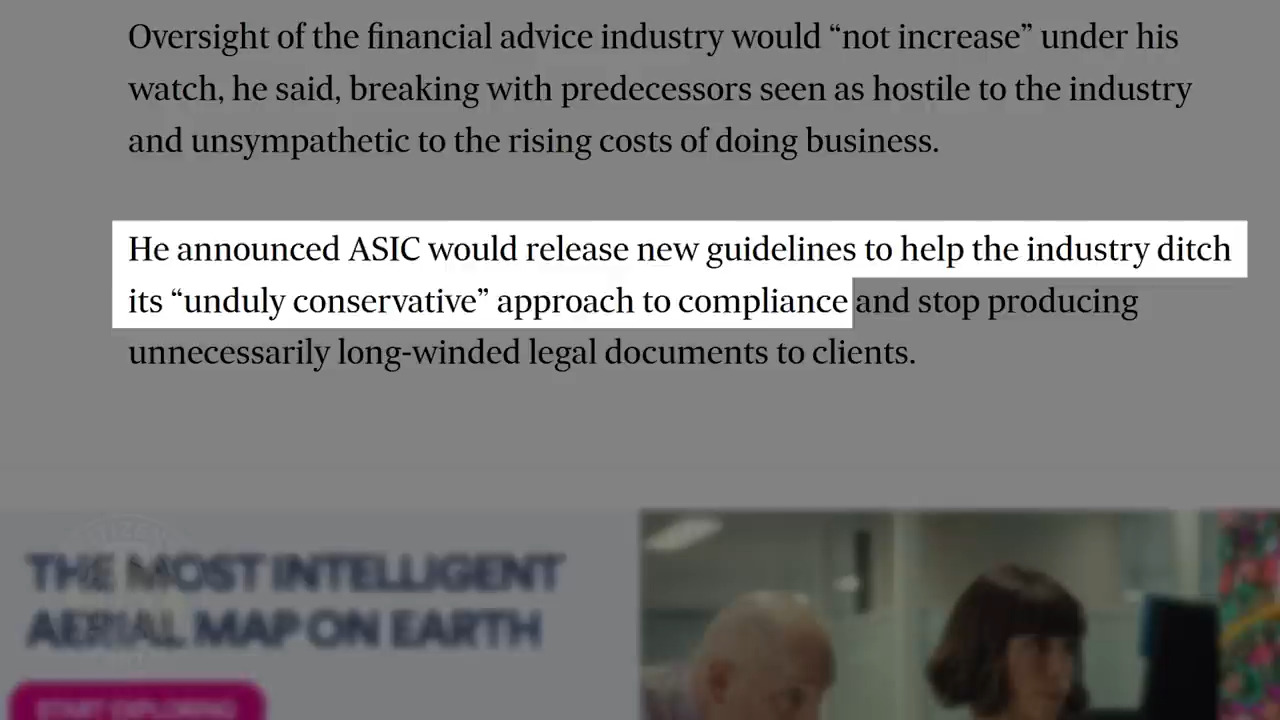 Oversight of the financial advice industry would “not increase” under his
watch, he said, breaking with predecessors seen as hostile to the industry
and unsympathetic to the rising costs of doing business.
He announced ASIC would release new guidelines to help the industry ditch
its “unduly conservative” approach to compliance and stop producing
unnecessarily long-winded legal documents to clients.
THE MOST INTELLIGENT
AERIAL MAP ON EARTH
START EXPLORING